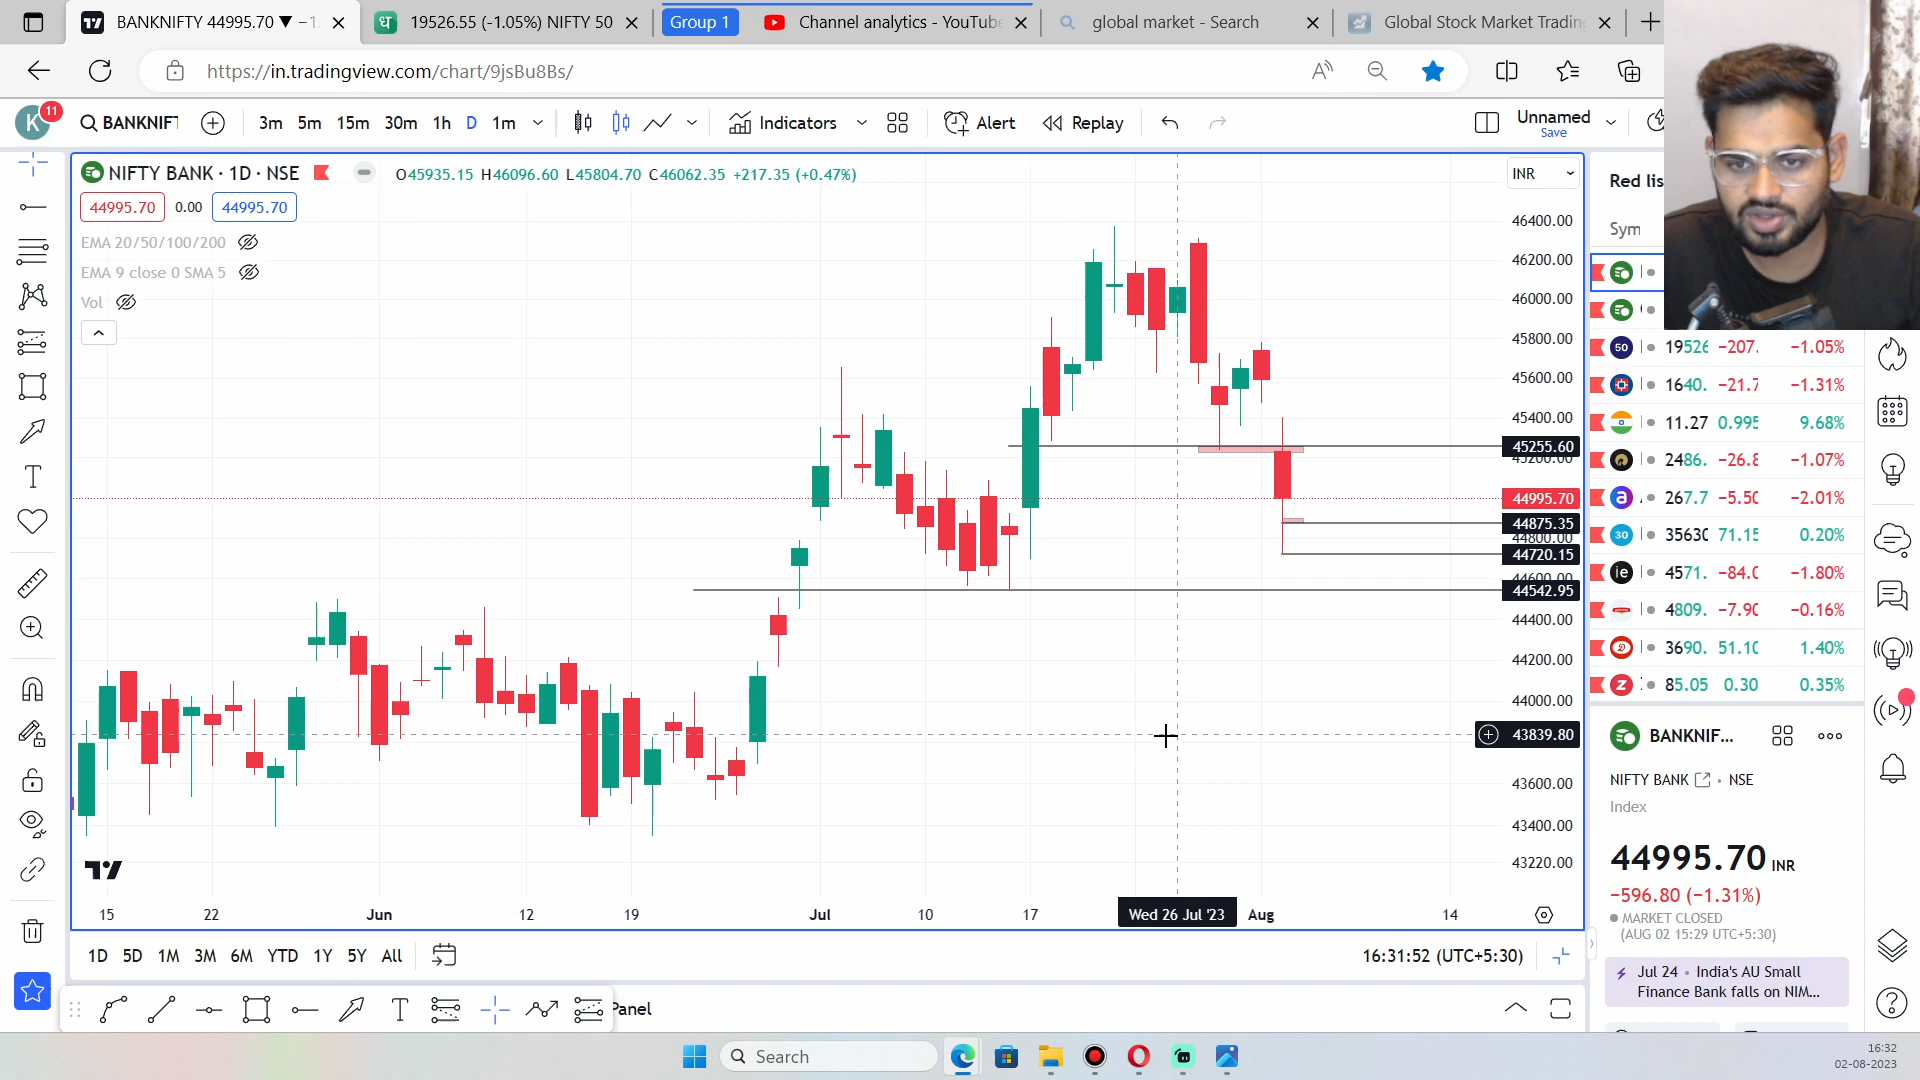 BANKNIFTY 44995.70 ▼ −1
19526.55 (-1.05%) NIFTY 50
Group 1
Channel analytics - YouTube
global market - Search
Global Stock Market Trading
https://in.tradingview.com/chart/9jsBu8Bs/
K
11
BANKNIFT
3m 5m 15m 30m 1h D 1m
Indicators
Alert
Replay
Unnamed
Save
NIFTY BANK · 1D · NSE
O45935.15 H46096.60 L45804.70 C46062.35 +217.35 (+0.47%)
INR
44995.70 0.00 44995.70
EMA 20/50/100/200
EMA 9 close 0 SMA 5
Vol
46400.00
46200.00
46000.00
45800.00
45600.00
45400.00
45255.60
45200.00
44995.70
44875.35
44800.00
44720.15
44600.00
44542.95
44400.00
44200.00
44000.00
43839.80
43600.00
43400.00
43220.00
15 22 Jun 12 19 Jul 10 17 Wed 26 Jul '23 Aug 14
1D 5D 1M 3M 6M YTD 1Y 5Y All
16:31:52 (UTC+5:30)
Panel
Red lis
Sym
50 19526 −207. −1.05%
1640. −21.7 −1.31%
11.27 0.995 9.68%
2486. −26.8 −1.07%
a 267.7 −5.50 −2.01%
30 35630 71.15 0.20%
ie 4571. −84.0 −1.80%
4809. −7.90 −0.16%
3690. 51.10 1.40%
85.05 0.30 0.35%
BANKNIF...
NIFTY BANK · NSE
Index
44995.70 INR
−596.80 (−1.31%)
MARKET CLOSED
(AUG 02 15:29 UTC+5:30)
Jul 24 • India's AU Small
Finance Bank falls on NIM...
Search
16:32
02-08-2023